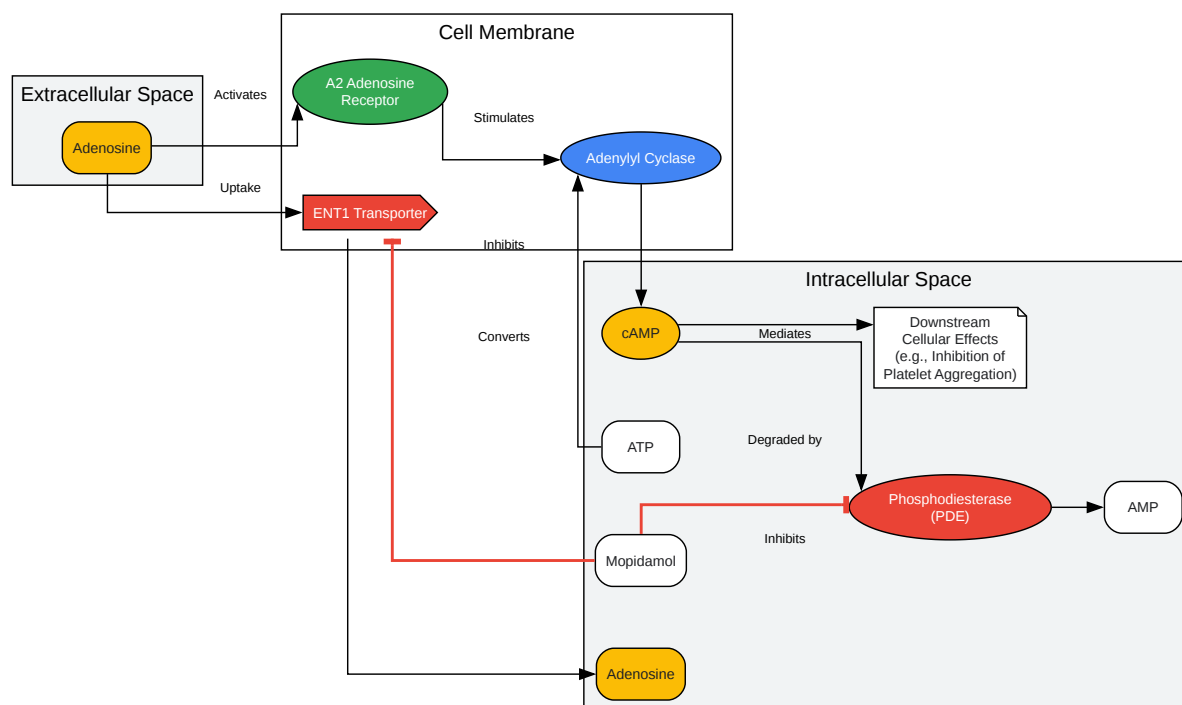 Cell Membrane
Extracellular Space
Activates
A2 Adenosine
Receptor
Stimulates
Adenosine
Adenylyl Cyclase
Uptake
ENT1 Transporter
Inhibits
Intracellular Space
cAMP
Mediates
Downstream
Cellular Effects
(e.g., Inhibition of
Platelet Aggregation)
Converts
ATP
Degraded by
Phosphodiesterase
(PDE)
AMP
Inhibits
Mopidamol
Adenosine